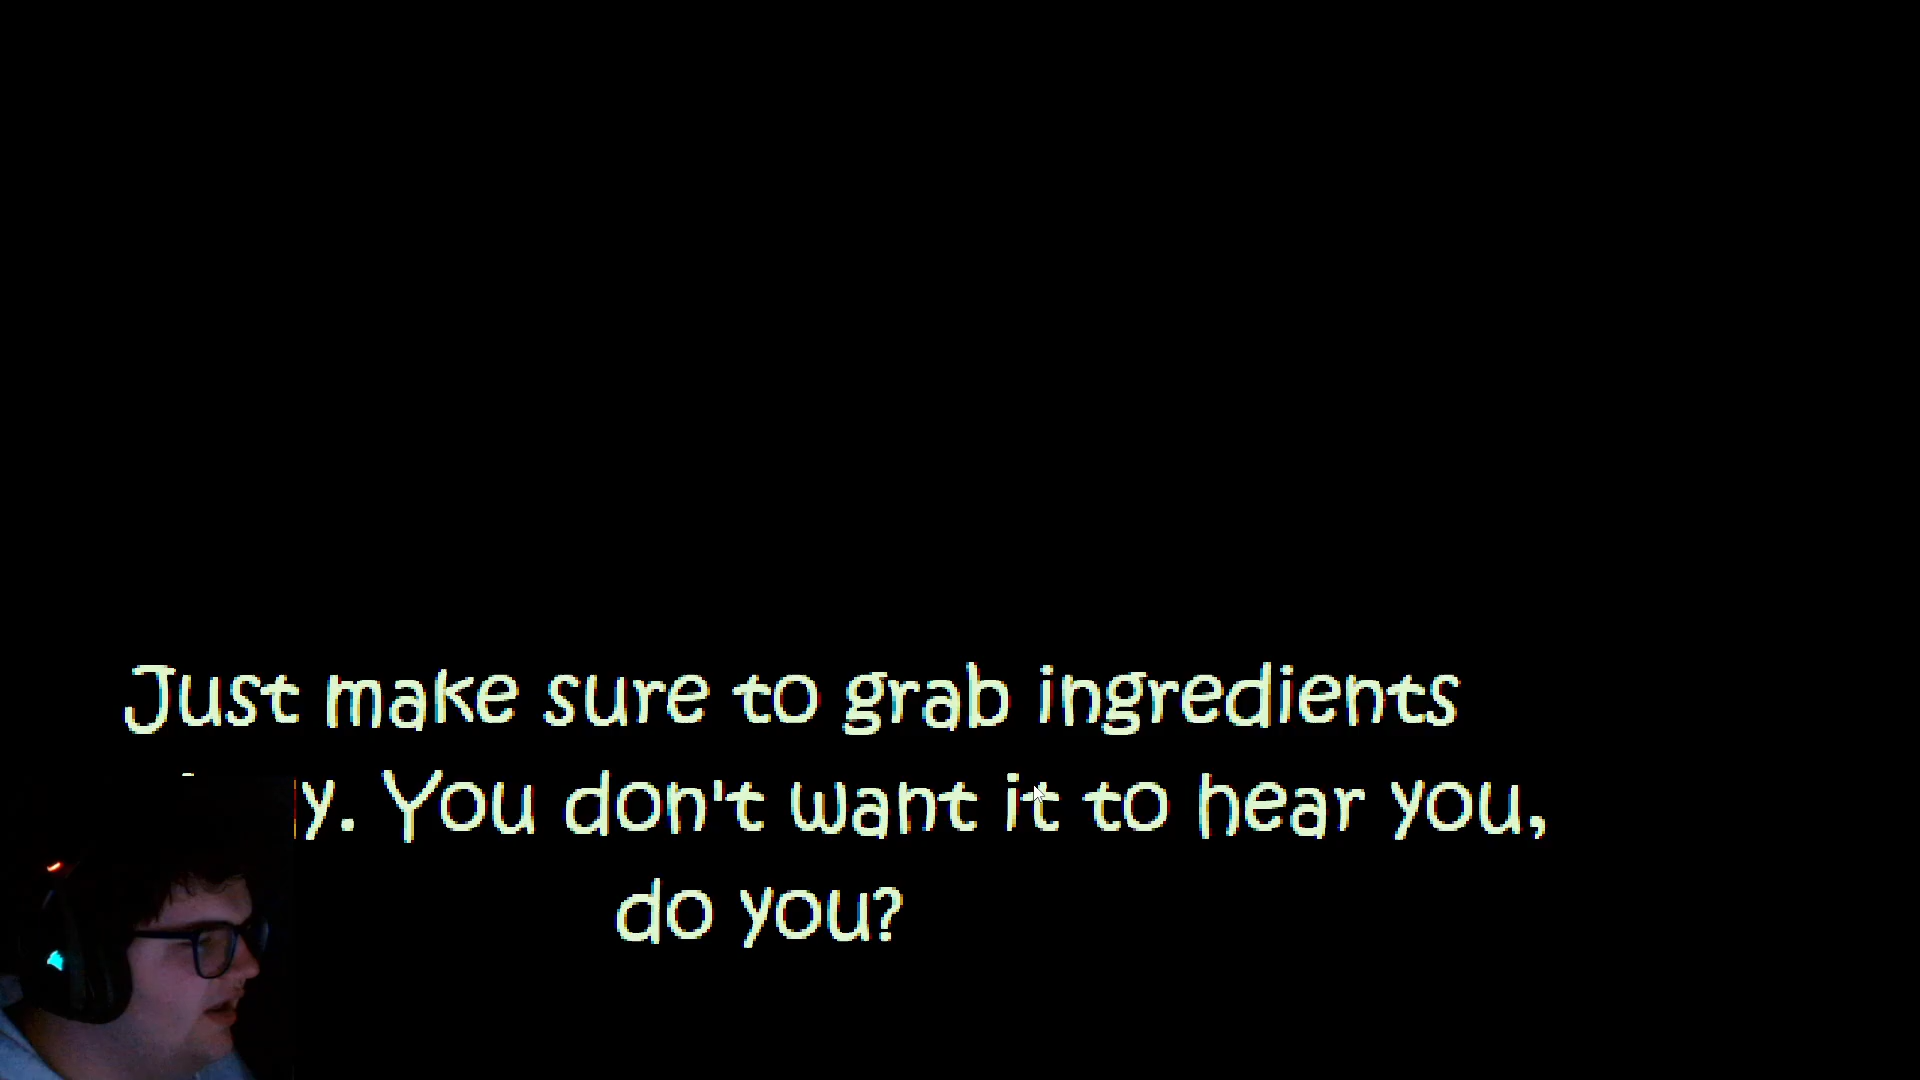 Just make sure to grab ingredients
y. You don't want it to hear you,
do you?